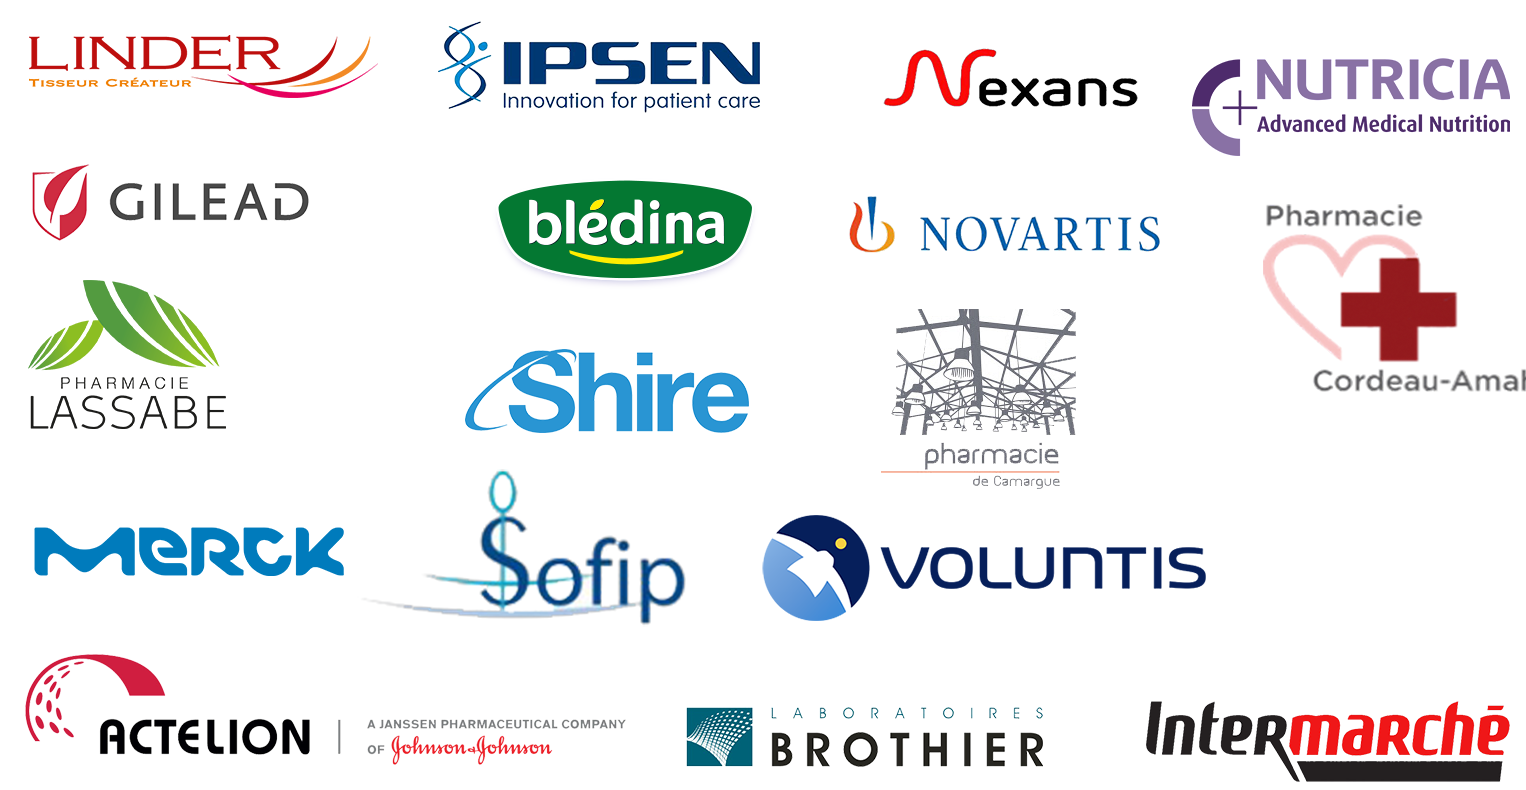 LINDER
TISSEUR CRÉATEUR
IPSEN
Innovation for patient care
Nexans
NUTRICIA
Advanced Medical Nutrition
GILEAD
blédina
NOVARTIS
Pharmacie
Cordeau-Amal
PHARMACIE
LASSABE
Shire
pharmacie
de Camargue
MERCK
Sofip
VOLUNTIS
ACTELION
A JANSSEN PHARMACEUTICAL COMPANY
OF Johnson & Johnson
LABORATOIRES
BROTHIER
Intermarchē